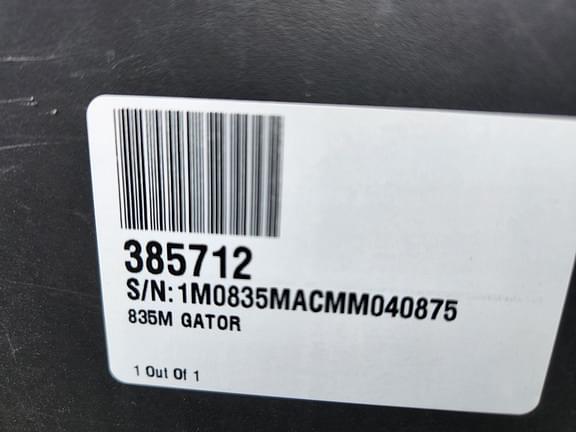 385712
S/N: 1M0835MACMM040875
835M GATOR
1 Out Of 1